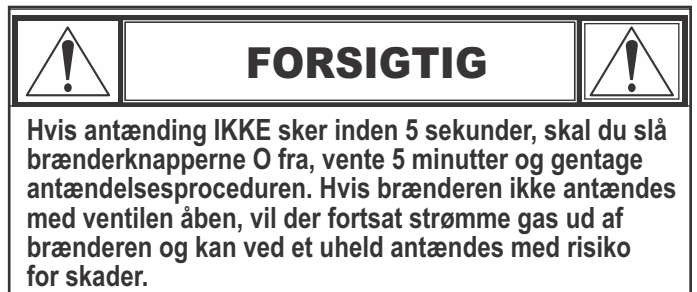 FORSIGTIG
Hvis antænding IKKE sker inden 5 sekunder, skal du slå
brænderknapperne O fra, vente 5 minutter og gentage
antændelsesproceduren. Hvis brænderen ikke antændes
med ventilen åben, vil der fortsat strømme gas ud af
brænderen og kan ved et uheld antændes med risiko
for skader.